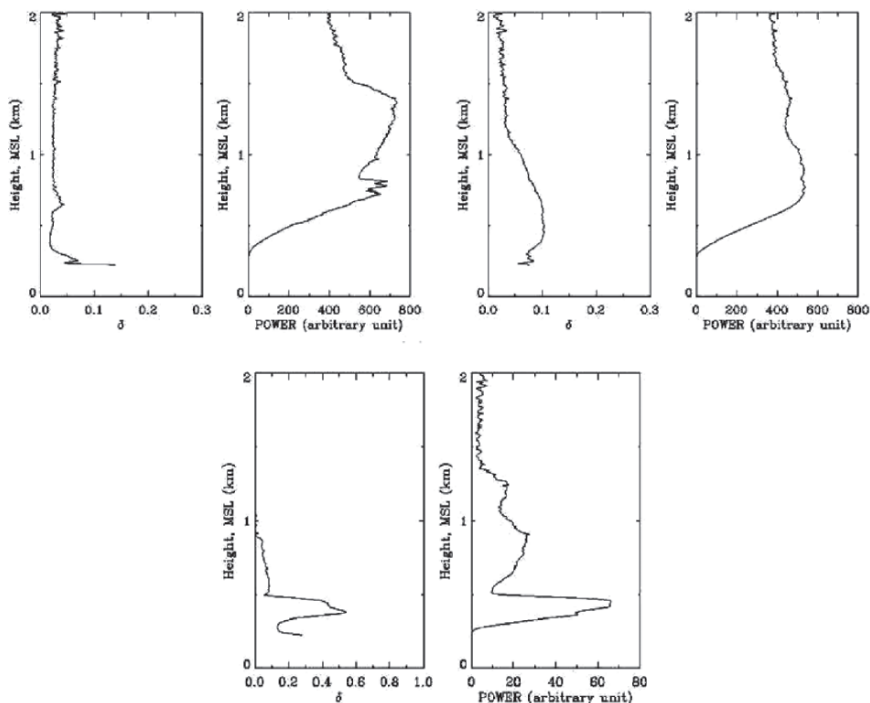 2
1
0
Height, MSL (km)
0.0 0.1 0.2 0.3
δ
2
1
0
Height, MSL (km)
0 200 400 600 800
POWER (arbitrary unit)
2
1
0
Height, MSL (km)
0.0 0.1 0.2 0.3
δ
2
1
0
Height, MSL (km)
0 200 400 600 800
POWER (arbitrary unit)
2
1
0
Height, MSL (km)
0.0 0.2 0.4 0.6 0.8 1.0
δ
2
1
0
Height, MSL (km)
0 20 40 60 80
POWER (arbitrary unit)